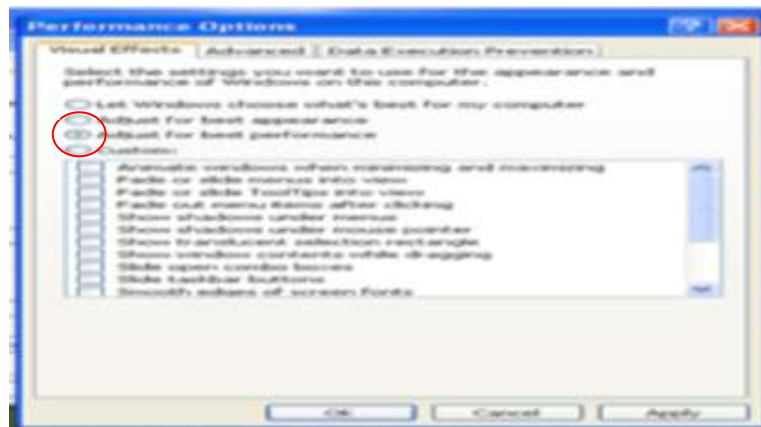 Performance Options
Visual Effects Advanced Data Execution Prevention
Select the settings you want to use for the appearance and
performance of Windows on this computer.
Let Windows choose what's best for my computer
Adjust for best appearance
Adjust for best performance
Custom:
Animate windows when minimizing and maximizing
Fade or slide menus into view
Fade or slide ToolTips into view
Fade out menu items after clicking
Show shadows under menus
Show shadows under mouse pointer
Show translucent selection rectangle
Show window contents while dragging
Slide open combo boxes
Slide taskbar buttons
Smooth edges of screen fonts
OK Cancel Apply